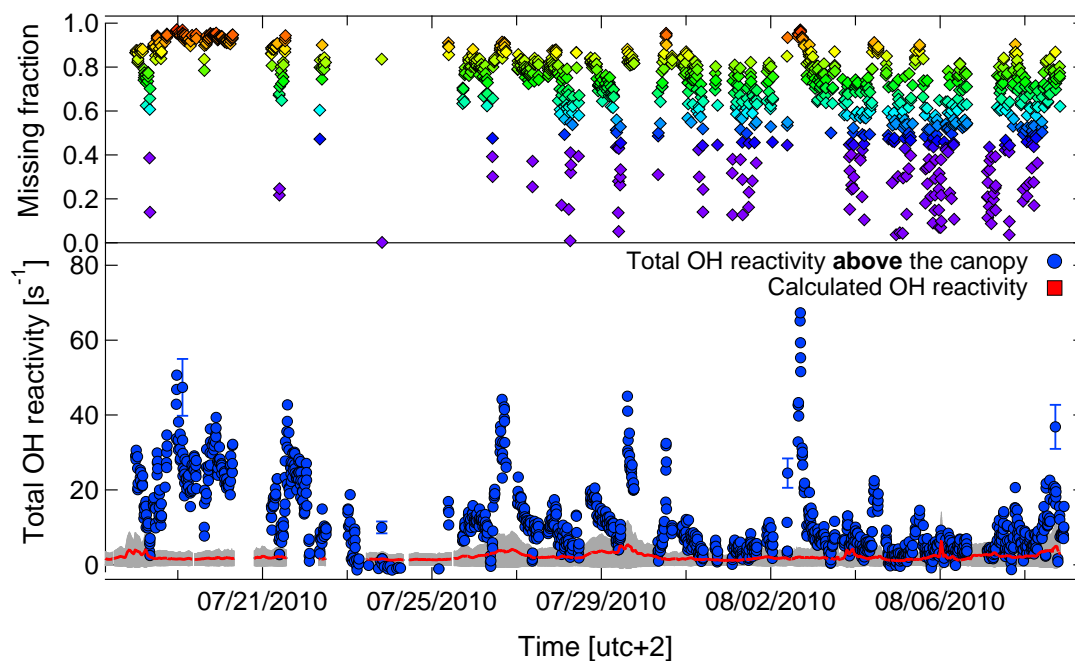 Missing fraction
1.0
0.8
0.6
0.4
0.2
0.0
Total OH reactivity [s⁻¹]
80
60
40
20
0
Total OH reactivity above the canopy
Calculated OH reactivity
07/21/2010 07/25/2010 07/29/2010 08/02/2010 08/06/2010
Time [utc+2]